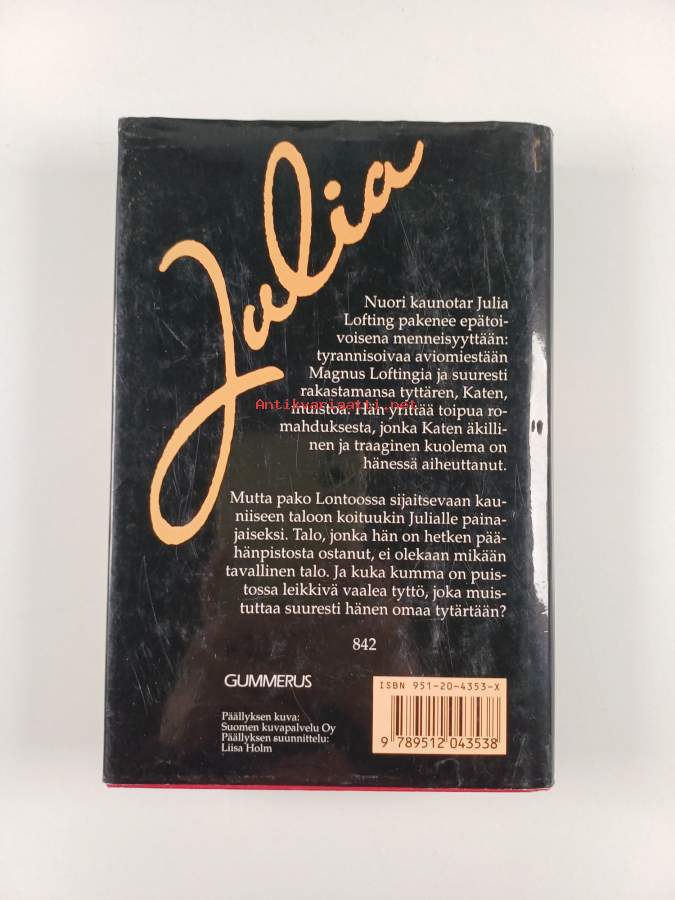 Julia
Nuori kaunotar Julia
Lofting pakenee epätoi-
voisena menneisyyttään:
tyrannisoivaa aviomiestään
Magnus Loftingia ja suuresti
rakastamansa tyttären, Katen,
Antikvariaatti.net
muistoa. Hän yrittää toipua ro-
mahduksesta, jonka Katen äkilli-
nen ja traaginen kuolema on
hänessä aiheuttanut.
Mutta pako Lontoossa sijaitsevaan kau-
niiseen taloon koituukin Julialle paina-
jaiseksi. Talo, jonka hän on hetken pää-
hänpistosta ostanut, ei olekaan mikään
tavallinen talo. Ja kuka kumma on puis-
tossa leikkivä vaalea tyttö, joka muis-
tuttaa suuresti hänen omaa tytärtään?
842
GUMMERUS
Päällyksen kuva:
Suomen kuvapalvelu Oy
Päällyksen suunnittelu:
Liisa Holm
ISBN 951-20-4353-X
9 789512 043538